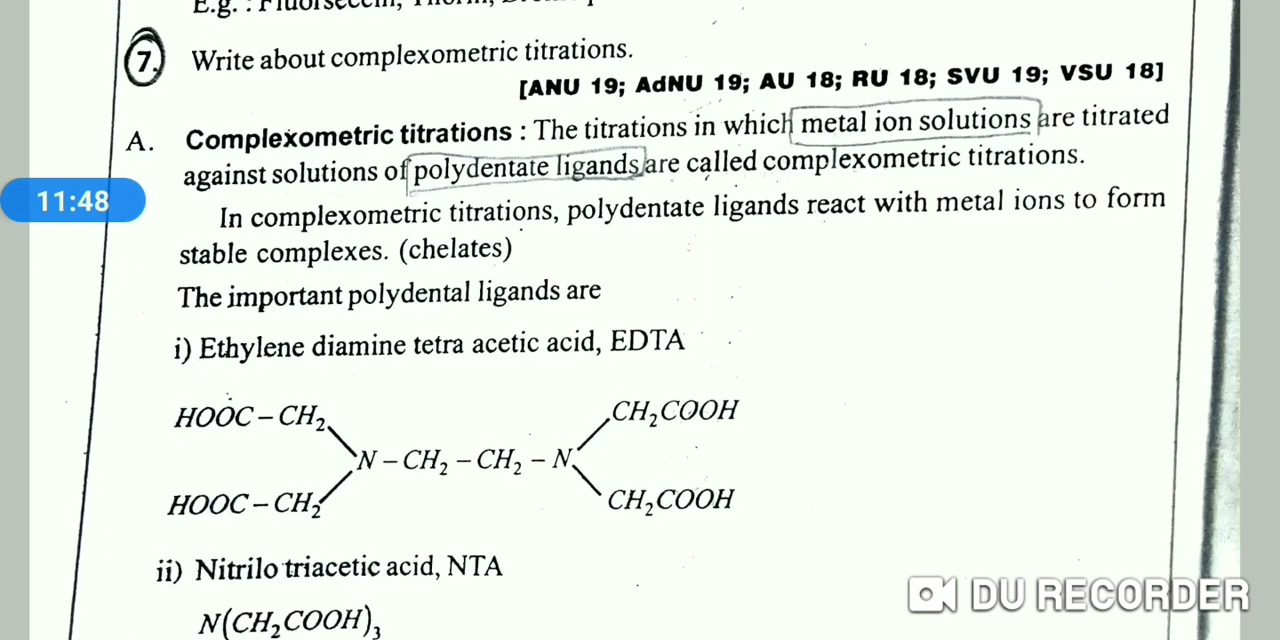 E.g. :
7. Write about complexometric titrations.
[ANU 19; AdNU 19; AU 18; RU 18; SVU 19; VSU 18]
A. Complexometric titrations : The titrations in which metal ion solutions are titrated
against solutions of polydentate ligands are called complexometric titrations.
11:48
In complexometric titrations, polydentate ligands react with metal ions to form
stable complexes. (chelates)
The important polydental ligands are
i) Ethylene diamine tetra acetic acid, EDTA
HOOC – CH₂ CH₂COOH
N – CH₂ – CH₂ – N
HOOC – CH₂ CH₂COOH
ii) Nitrilo triacetic acid, NTA
N(CH₂COOH)₃
DU RECORDER